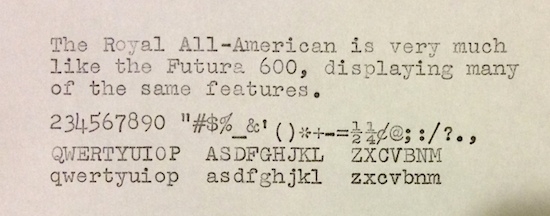 The Royal All-American is very much
like the Futura 600, displaying many
of the same features.
234567890 "#$%_&'()*+-=½¼¢@;:/?.,
QWERTYUIOP ASDFGHJKL ZXCVBNM
qwertyuiop asdfghjkl zxcvbnm